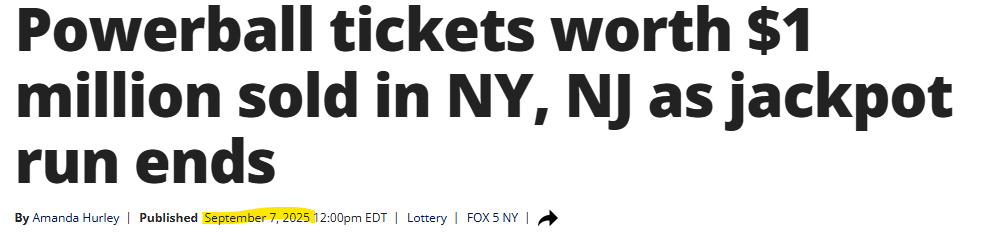 Powerball tickets worth $1
million sold in NY, NJ as jackpot
run ends
By Amanda Hurley | Published September 7, 2025 12:00pm EDT | Lottery | FOX 5 NY |